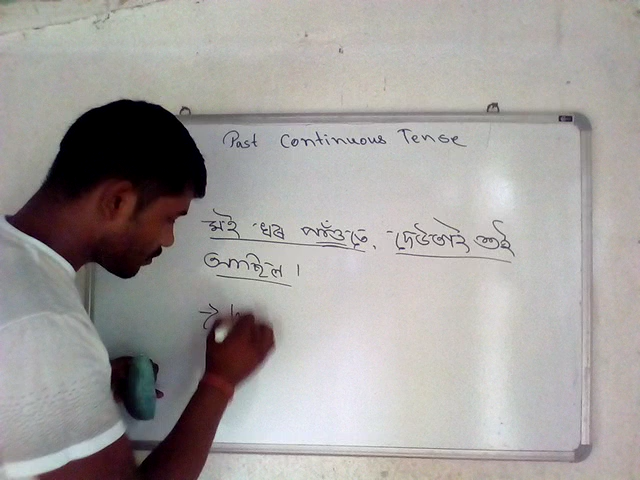 Past Continuous Tense
মই ঘৰ পাওঁতে, দেউতাই শুই
আছিল।
→